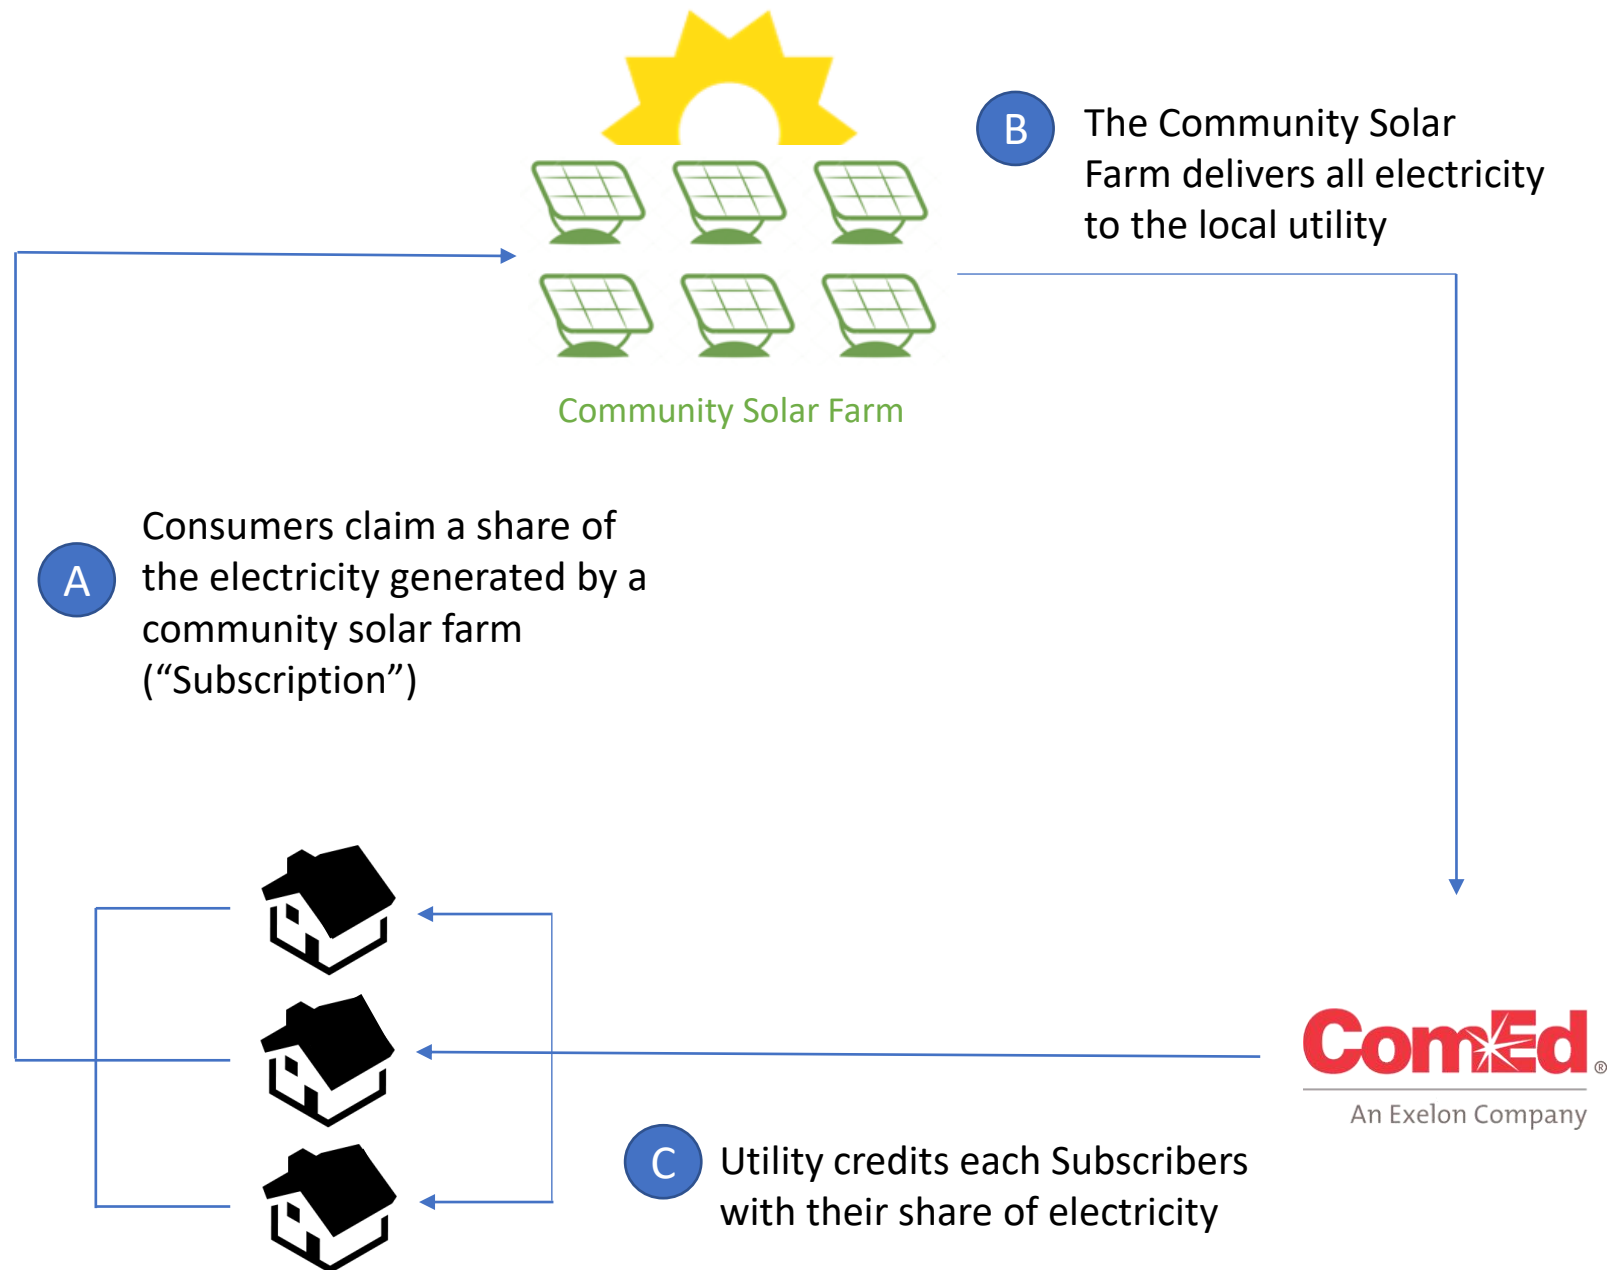 B
The Community Solar
Farm delivers all electricity
to the local utility
Community Solar Farm
A
Consumers claim a share of
the electricity generated by a
community solar farm
(“Subscription”)
ComEd®
An Exelon Company
C
Utility credits each Subscribers
with their share of electricity